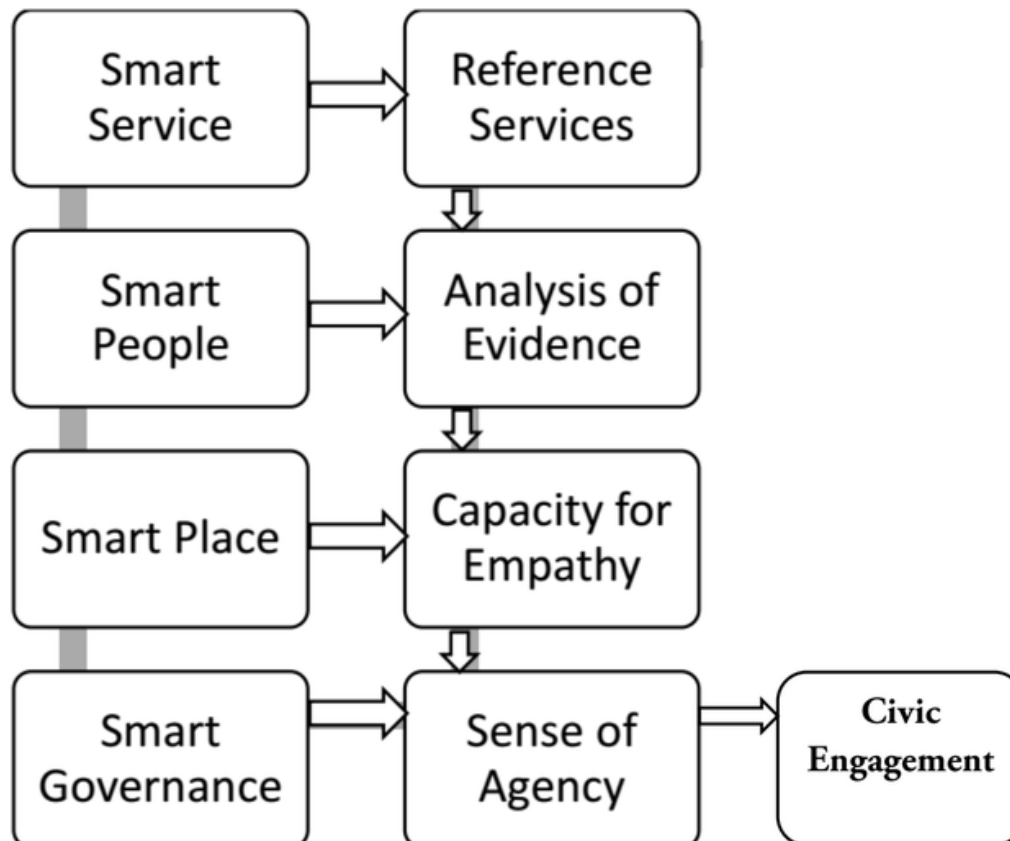 Smart
Service
Reference
Services
Smart
People
Analysis of
Evidence
Smart Place
Capacity for
Empathy
Smart
Governance
Sense of
Agency
Civic
Engagement